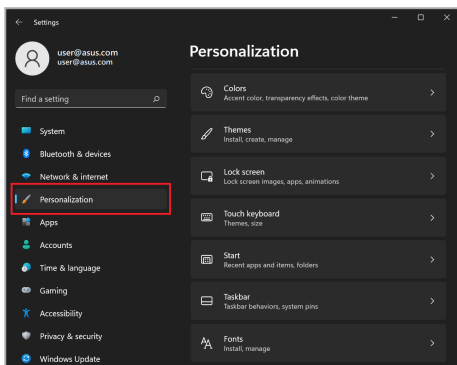 Settings
user@asus.com
user@asus.com
Find a setting
System
Bluetooth & devices
Network & internet
Personalization
Apps
Accounts
Time & language
Gaming
Accessibility
Privacy & security
Windows Update
Personalization
Colors
Accent color, transparency effects, color theme
Themes
Install, create, manage
Lock screen
Lock screen images, apps, animations
Touch keyboard
Themes, size
Start
Recent apps and items, folders
Taskbar
Taskbar behaviors, system pins
Fonts
Install, manage